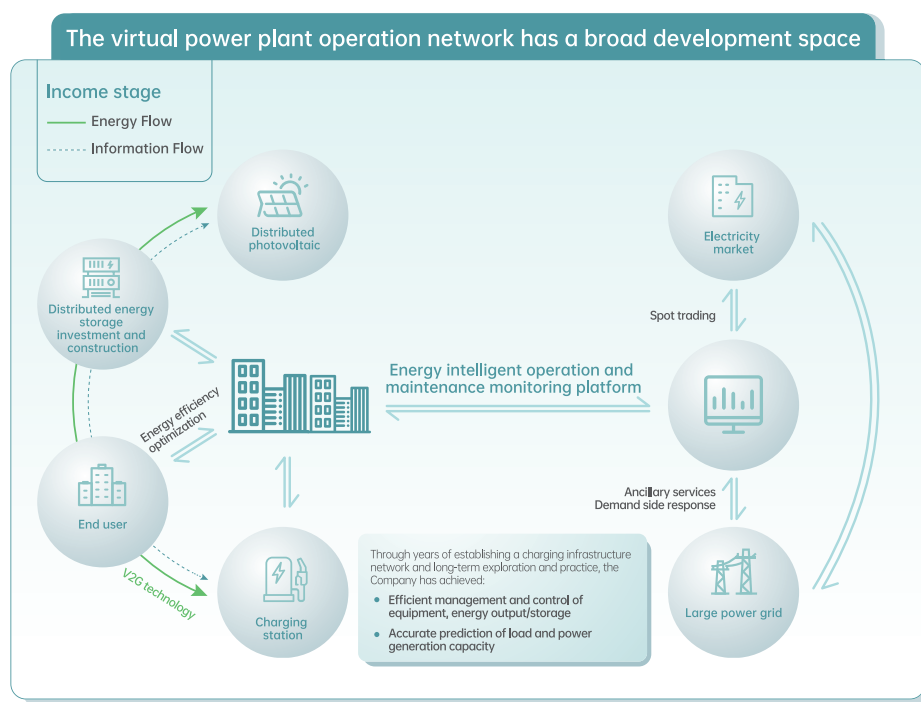 The virtual power plant operation network has a broad development space
Income stage
Energy Flow
Information Flow
Distributed
photovoltaic
Electricity
market
Distributed energy
storage
investment and
construction
Spot trading
Energy intelligent operation and
maintenance monitoring platform
Energy efficiency
optimization
End user
Ancillary services
Demand side response
V2G technology
Charging
station
Through years of establishing a charging infrastructure
network and long-term exploration and practice, the
Company has achieved:
• Efficient management and control of
equipment, energy output/storage
• Accurate prediction of load and power
generation capacity
Large power grid